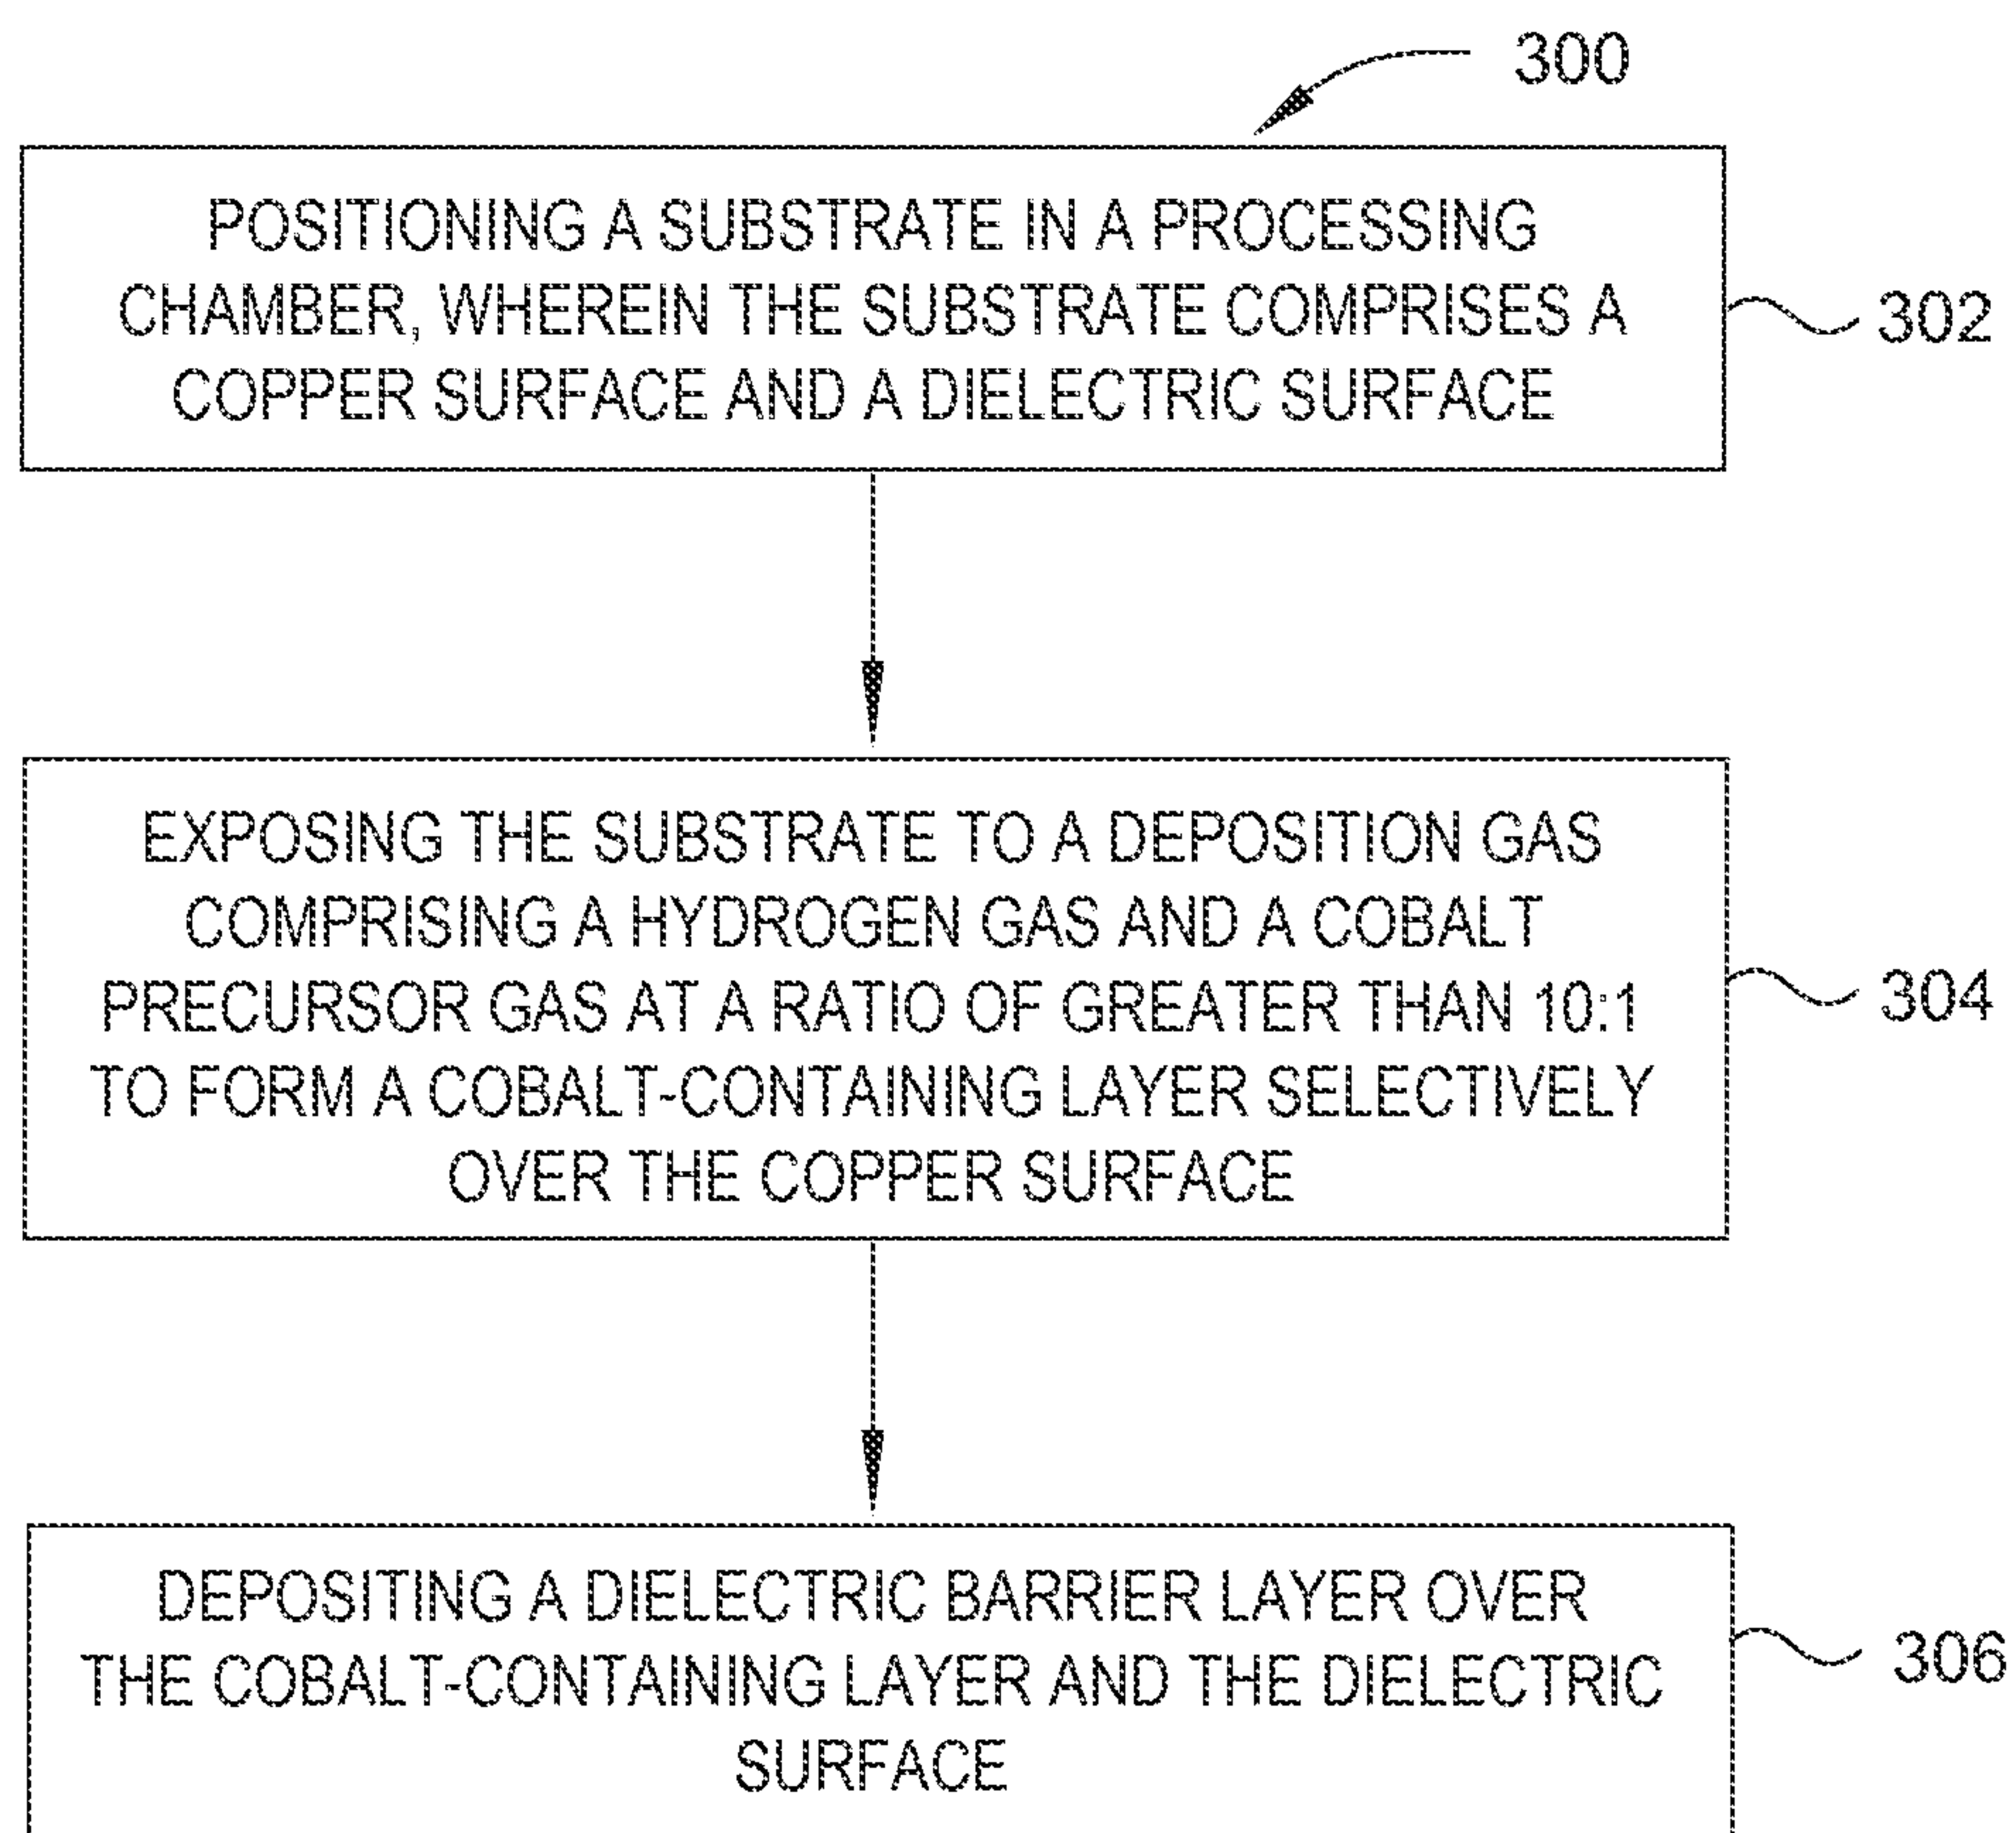 300
POSITIONING A SUBSTRATE IN A PROCESSING
CHAMBER, WHEREIN THE SUBSTRATE COMPRISES A
COPPER SURFACE AND A DIELECTRIC SURFACE
302
EXPOSING THE SUBSTRATE TO A DEPOSITION GAS
COMPRISING A HYDROGEN GAS AND A COBALT
PRECURSOR GAS AT A RATIO OF GREATER THAN 10:1
TO FORM A COBALT-CONTAINING LAYER SELECTIVELY
OVER THE COPPER SURFACE
304
DEPOSITING A DIELECTRIC BARRIER LAYER OVER
THE COBALT-CONTAINING LAYER AND THE DIELECTRIC
SURFACE
306